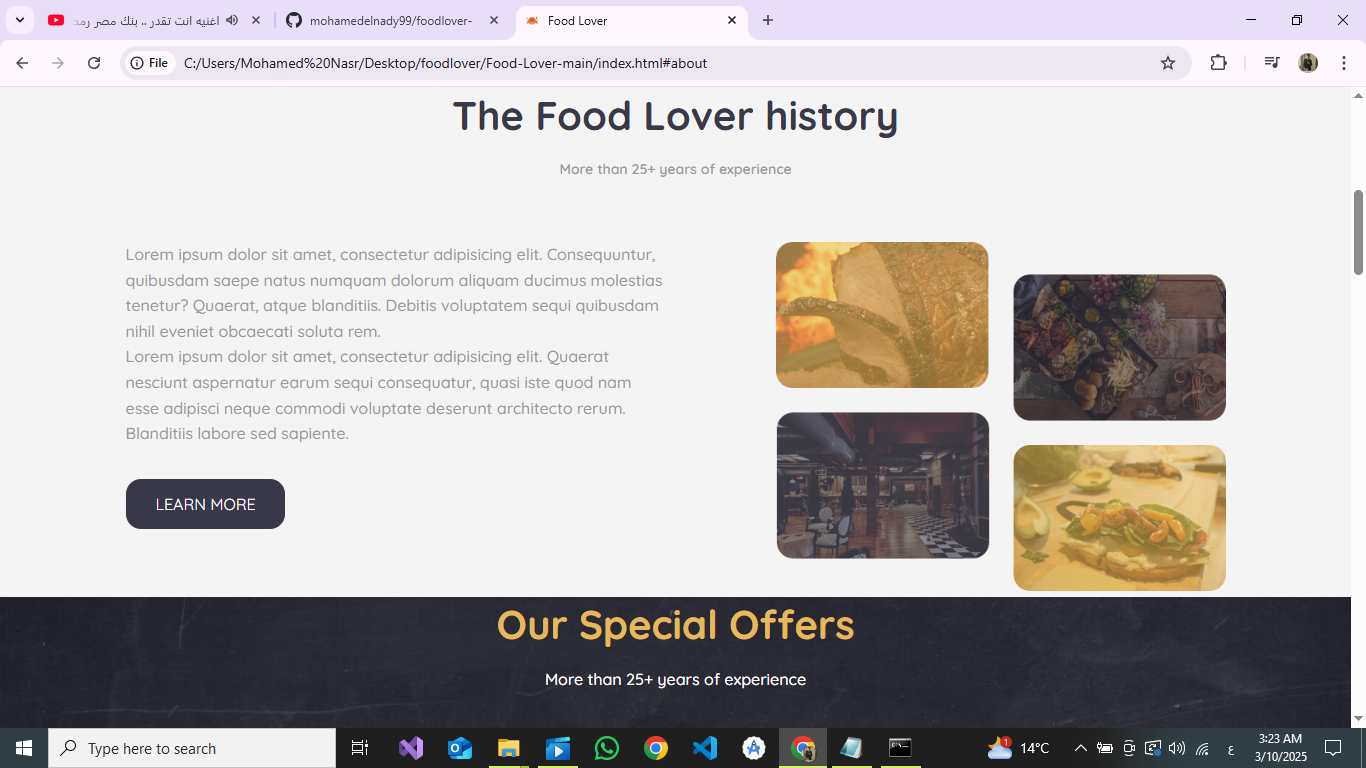 اغنيه انت تقدر .. بنك مصر رمض
mohamedelnady99/foodlover-
Food Lover
File
C:/Users/Mohamed%20Nasr/Desktop/foodlover/Food-Lover-main/index.html#about
The Food Lover history
More than 25+ years of experience
Lorem ipsum dolor sit amet, consectetur adipisicing elit. Consequuntur,
quibusdam saepe natus numquam dolorum aliquam ducimus molestias
tenetur? Quaerat, atque blanditiis. Debitis voluptatem sequi quibusdam
nihil eveniet obcaecati soluta rem.
Lorem ipsum dolor sit amet, consectetur adipisicing elit. Quaerat
nesciunt aspernatur earum sequi consequatur, quasi iste quod nam
esse adipisci neque commodi voluptate deserunt architecto rerum.
Blanditiis labore sed sapiente.
LEARN MORE
Our Special Offers
More than 25+ years of experience
Type here to search
1
14°C
ع
3:23 AM
3/10/2025